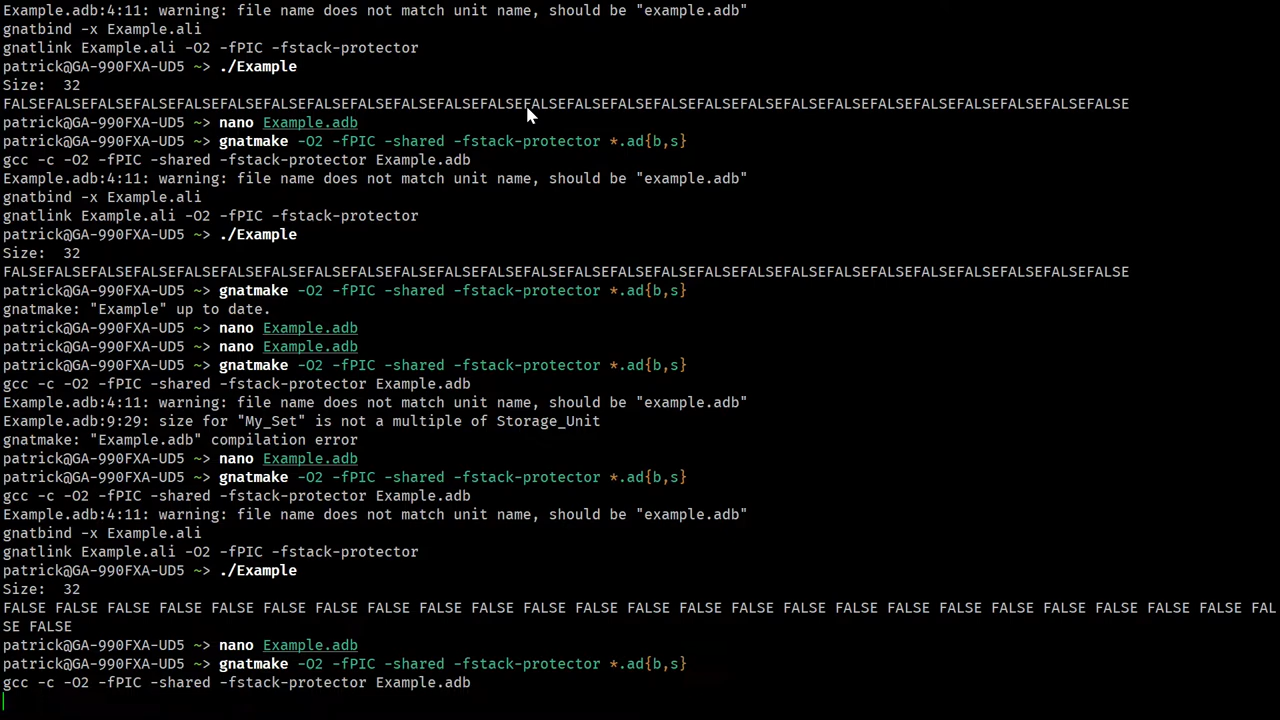 Example.adb:4:11: warning: file name does not match unit name, should be "example.adb"
gnatbind -x Example.ali
gnatlink Example.ali -O2 -fPIC -fstack-protector
patrick@GA-990FXA-UD5 ~> ./Example
Size:  32
FALSEFALSEFALSEFALSEFALSEFALSEFALSEFALSEFALSEFALSEFALSEFALSEFALSEFALSEFALSEFALSEFALSEFALSEFALSEFALSEFALSEFALSEFALSEFALSEFALSEFALSE
patrick@GA-990FXA-UD5 ~> nano Example.adb
patrick@GA-990FXA-UD5 ~> gnatmake -O2 -fPIC -shared -fstack-protector *.ad{b,s}
gcc -c -O2 -fPIC -shared -fstack-protector Example.adb
Example.adb:4:11: warning: file name does not match unit name, should be "example.adb"
gnatbind -x Example.ali
gnatlink Example.ali -O2 -fPIC -fstack-protector
patrick@GA-990FXA-UD5 ~> ./Example
Size:  32
FALSEFALSEFALSEFALSEFALSEFALSEFALSEFALSEFALSEFALSEFALSEFALSEFALSEFALSEFALSEFALSEFALSEFALSEFALSEFALSEFALSEFALSEFALSEFALSEFALSEFALSE
patrick@GA-990FXA-UD5 ~> gnatmake -O2 -fPIC -shared -fstack-protector *.ad{b,s}
gnatmake: "Example" up to date.
patrick@GA-990FXA-UD5 ~> nano Example.adb
patrick@GA-990FXA-UD5 ~> nano Example.adb
patrick@GA-990FXA-UD5 ~> gnatmake -O2 -fPIC -shared -fstack-protector *.ad{b,s}
gcc -c -O2 -fPIC -shared -fstack-protector Example.adb
Example.adb:4:11: warning: file name does not match unit name, should be "example.adb"
Example.adb:9:29: size for "My_Set" is not a multiple of Storage_Unit
gnatmake: "Example.adb" compilation error
patrick@GA-990FXA-UD5 ~> nano Example.adb
patrick@GA-990FXA-UD5 ~> gnatmake -O2 -fPIC -shared -fstack-protector *.ad{b,s}
gcc -c -O2 -fPIC -shared -fstack-protector Example.adb
Example.adb:4:11: warning: file name does not match unit name, should be "example.adb"
gnatbind -x Example.ali
gnatlink Example.ali -O2 -fPIC -fstack-protector
patrick@GA-990FXA-UD5 ~> ./Example
Size:  32
FALSE FALSE FALSE FALSE FALSE FALSE FALSE FALSE FALSE FALSE FALSE FALSE FALSE FALSE FALSE FALSE FALSE FALSE FALSE FALSE FALSE FALSE FALSE FALSE FAL
SE FALSE
patrick@GA-990FXA-UD5 ~> nano Example.adb
patrick@GA-990FXA-UD5 ~> gnatmake -O2 -fPIC -shared -fstack-protector *.ad{b,s}
gcc -c -O2 -fPIC -shared -fstack-protector Example.adb